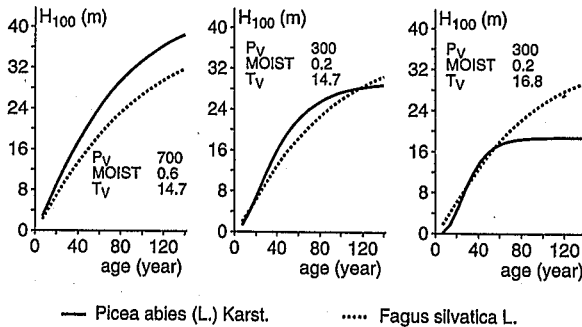 H100 (m)
40
32
24
16
8
0
PV 700
MOIST 0.6
TV 14.7
0 40 80 120
age (year)
H100 (m)
40
32
24
16
8
0
PV 300
MOIST 0.2
TV 14.7
0 40 80 120
age (year)
H100 (m)
40
32
24
16
8
0
PV 300
MOIST 0.2
TV 16.8
0 40 80 120
age (year)
Picea abies (L.) Karst.
Fagus silvatica L.